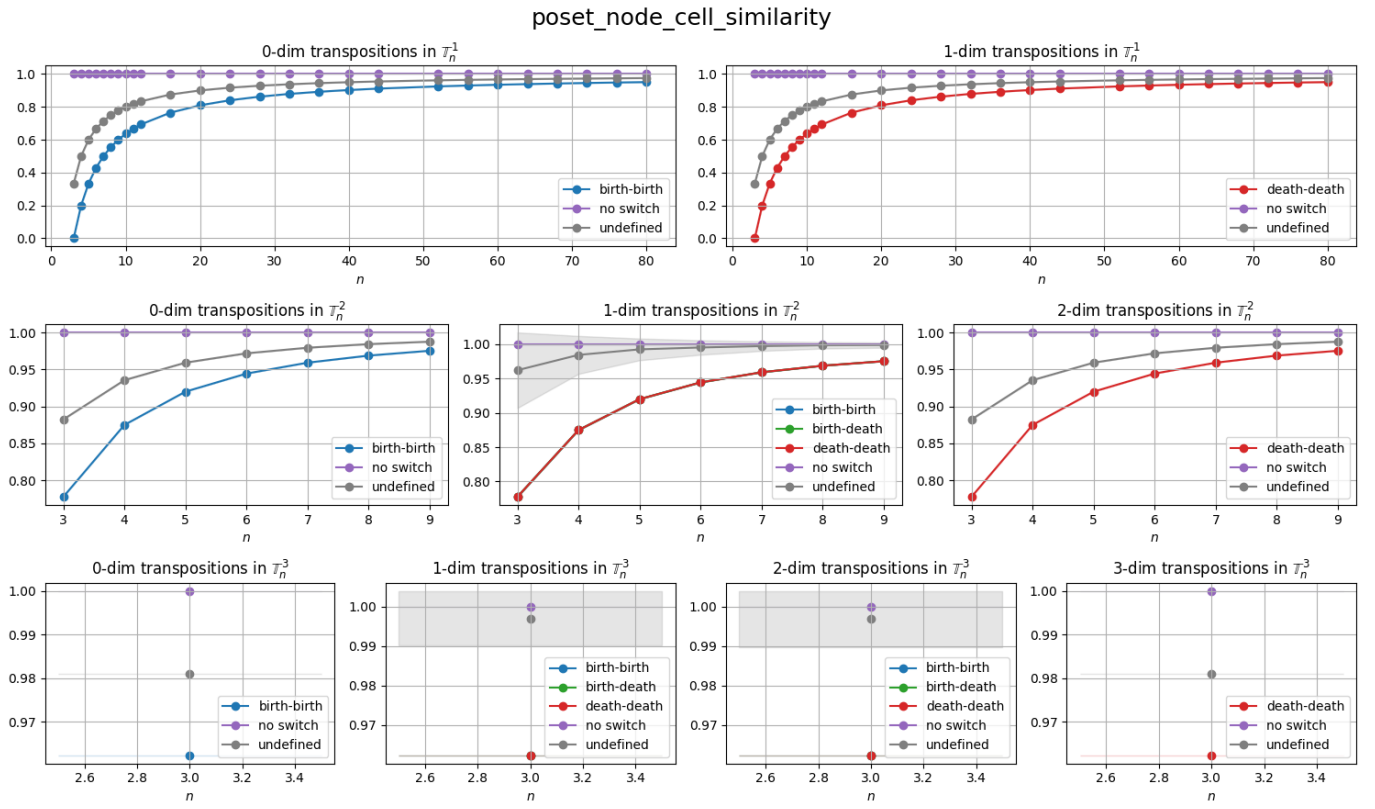 poset_node_cell_similarity
0-dim transpositions in 𝕋ₙ¹
1.0
0.8
0.6
0.4
0.2
0.0
birth-birth
no switch
undefined
0 10 20 30 40 50 60 70 80
n
1-dim transpositions in 𝕋ₙ¹
1.0
0.8
0.6
0.4
0.2
0.0
death-death
no switch
undefined
0 10 20 30 40 50 60 70 80
n
0-dim transpositions in 𝕋ₙ²
1.00
0.95
0.90
0.85
0.80
birth-birth
no switch
undefined
3 4 5 6 7 8 9
n
1-dim transpositions in 𝕋ₙ²
1.00
0.95
0.90
0.85
0.80
birth-birth
birth-death
death-death
no switch
undefined
3 4 5 6 7 8 9
n
2-dim transpositions in 𝕋ₙ²
1.00
0.95
0.90
0.85
0.80
death-death
no switch
undefined
3 4 5 6 7 8 9
n
0-dim transpositions in 𝕋ₙ³
1.00
0.99
0.98
0.97
birth-birth
no switch
undefined
2.6 2.8 3.0 3.2 3.4
n
1-dim transpositions in 𝕋ₙ³
1.00
0.99
0.98
0.97
birth-birth
birth-death
death-death
no switch
undefined
2.6 2.8 3.0 3.2 3.4
n
2-dim transpositions in 𝕋ₙ³
1.00
0.99
0.98
0.97
birth-birth
birth-death
death-death
no switch
undefined
2.6 2.8 3.0 3.2 3.4
n
3-dim transpositions in 𝕋ₙ³
1.00
0.99
0.98
0.97
death-death
no switch
undefined
2.6 2.8 3.0 3.2 3.4
n